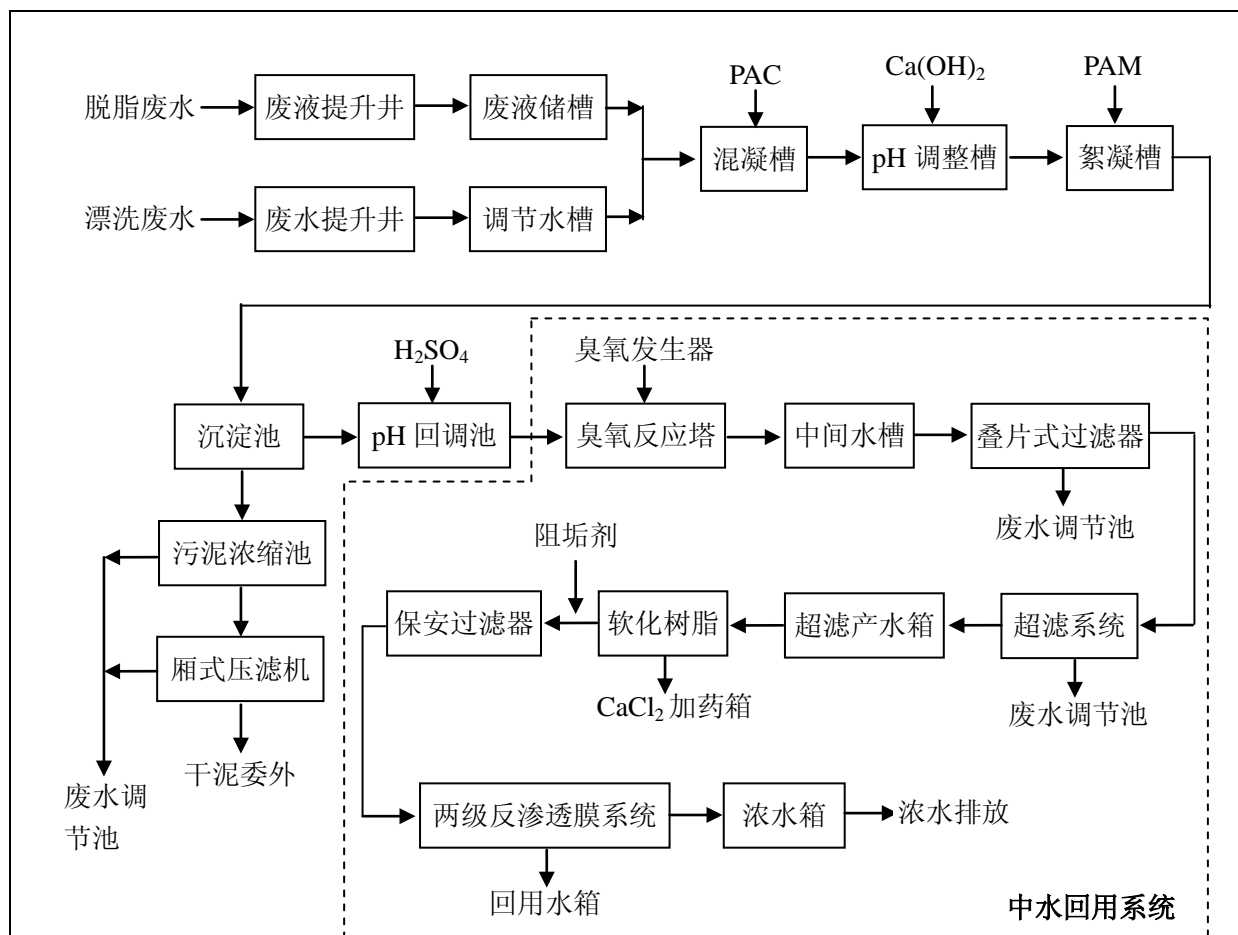 PAC
Ca(OH)₂
PAM
脱脂废水
废液提升井
废液储槽
混凝槽
pH 调整槽
絮凝槽
漂洗废水
废水提升井
调节水槽
H₂SO₄
臭氧发生器
沉淀池
pH 回调池
臭氧反应塔
中间水槽
叠片式过滤器
废水调节池
污泥浓缩池
阻垢剂
保安过滤器
软化树脂
超滤产水箱
超滤系统
厢式压滤机
CaCl₂ 加药箱
废水调节池
干泥委外
废水调
节池
两级反渗透膜系统
浓水箱
浓水排放
回用水箱
中水回用系统